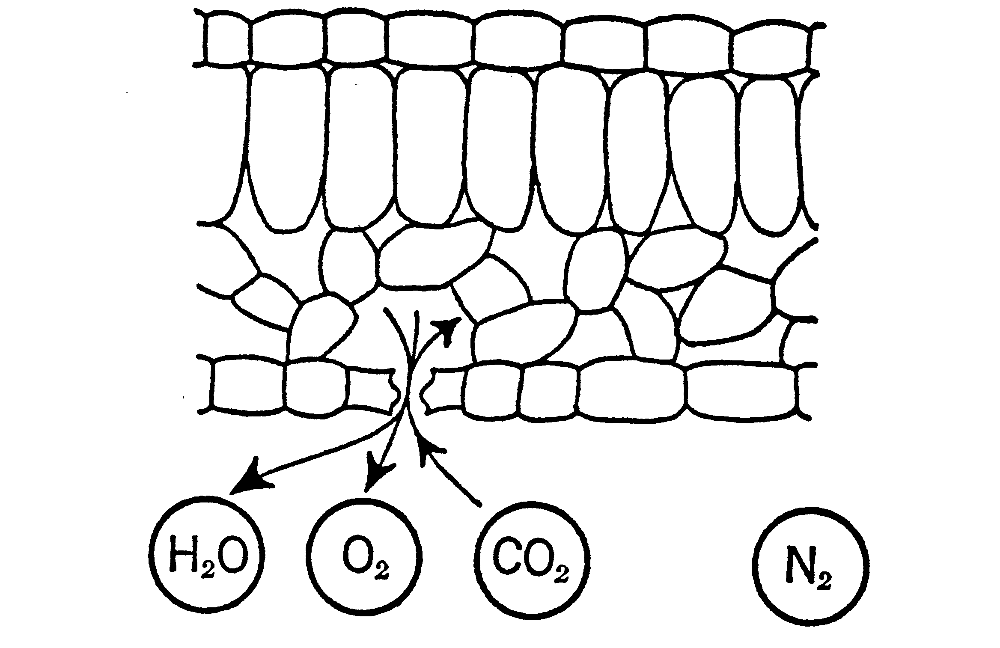 H₂O O₂ CO₂ N₂